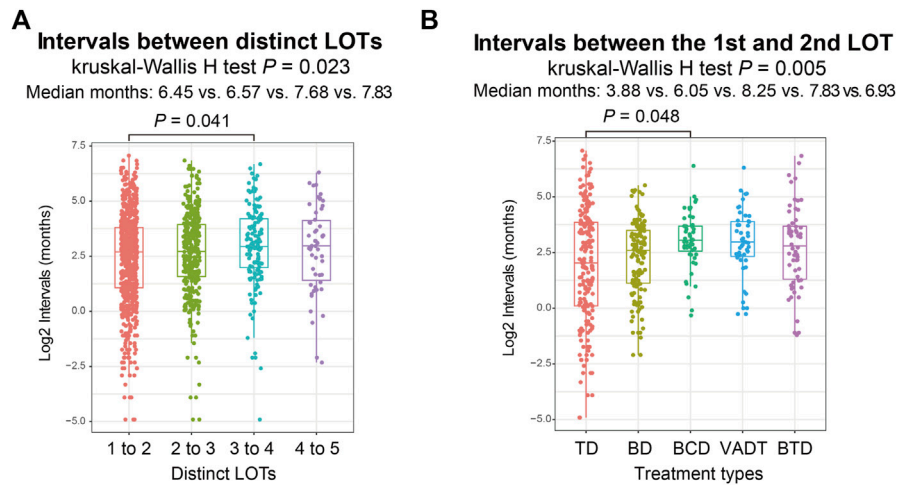 A
Intervals between distinct LOTs
kruskal-Wallis H test P = 0.023
Median months: 6.45 vs. 6.57 vs. 7.68 vs. 7.83
P = 0.041
7.5
5.0
2.5
0.0
−2.5
−5.0
Log2 Intervals (months)
1 to 2 2 to 3 3 to 4 4 to 5
Distinct LOTs
B
Intervals between the 1st and 2nd LOT
kruskal-Wallis H test P = 0.005
Median months: 3.88 vs. 6.05 vs. 8.25 vs. 7.83 vs. 6.93
P = 0.048
7.5
5.0
2.5
0.0
−2.5
−5.0
Log2 Intervals (months)
TD BD BCD VADT BTD
Treatment types